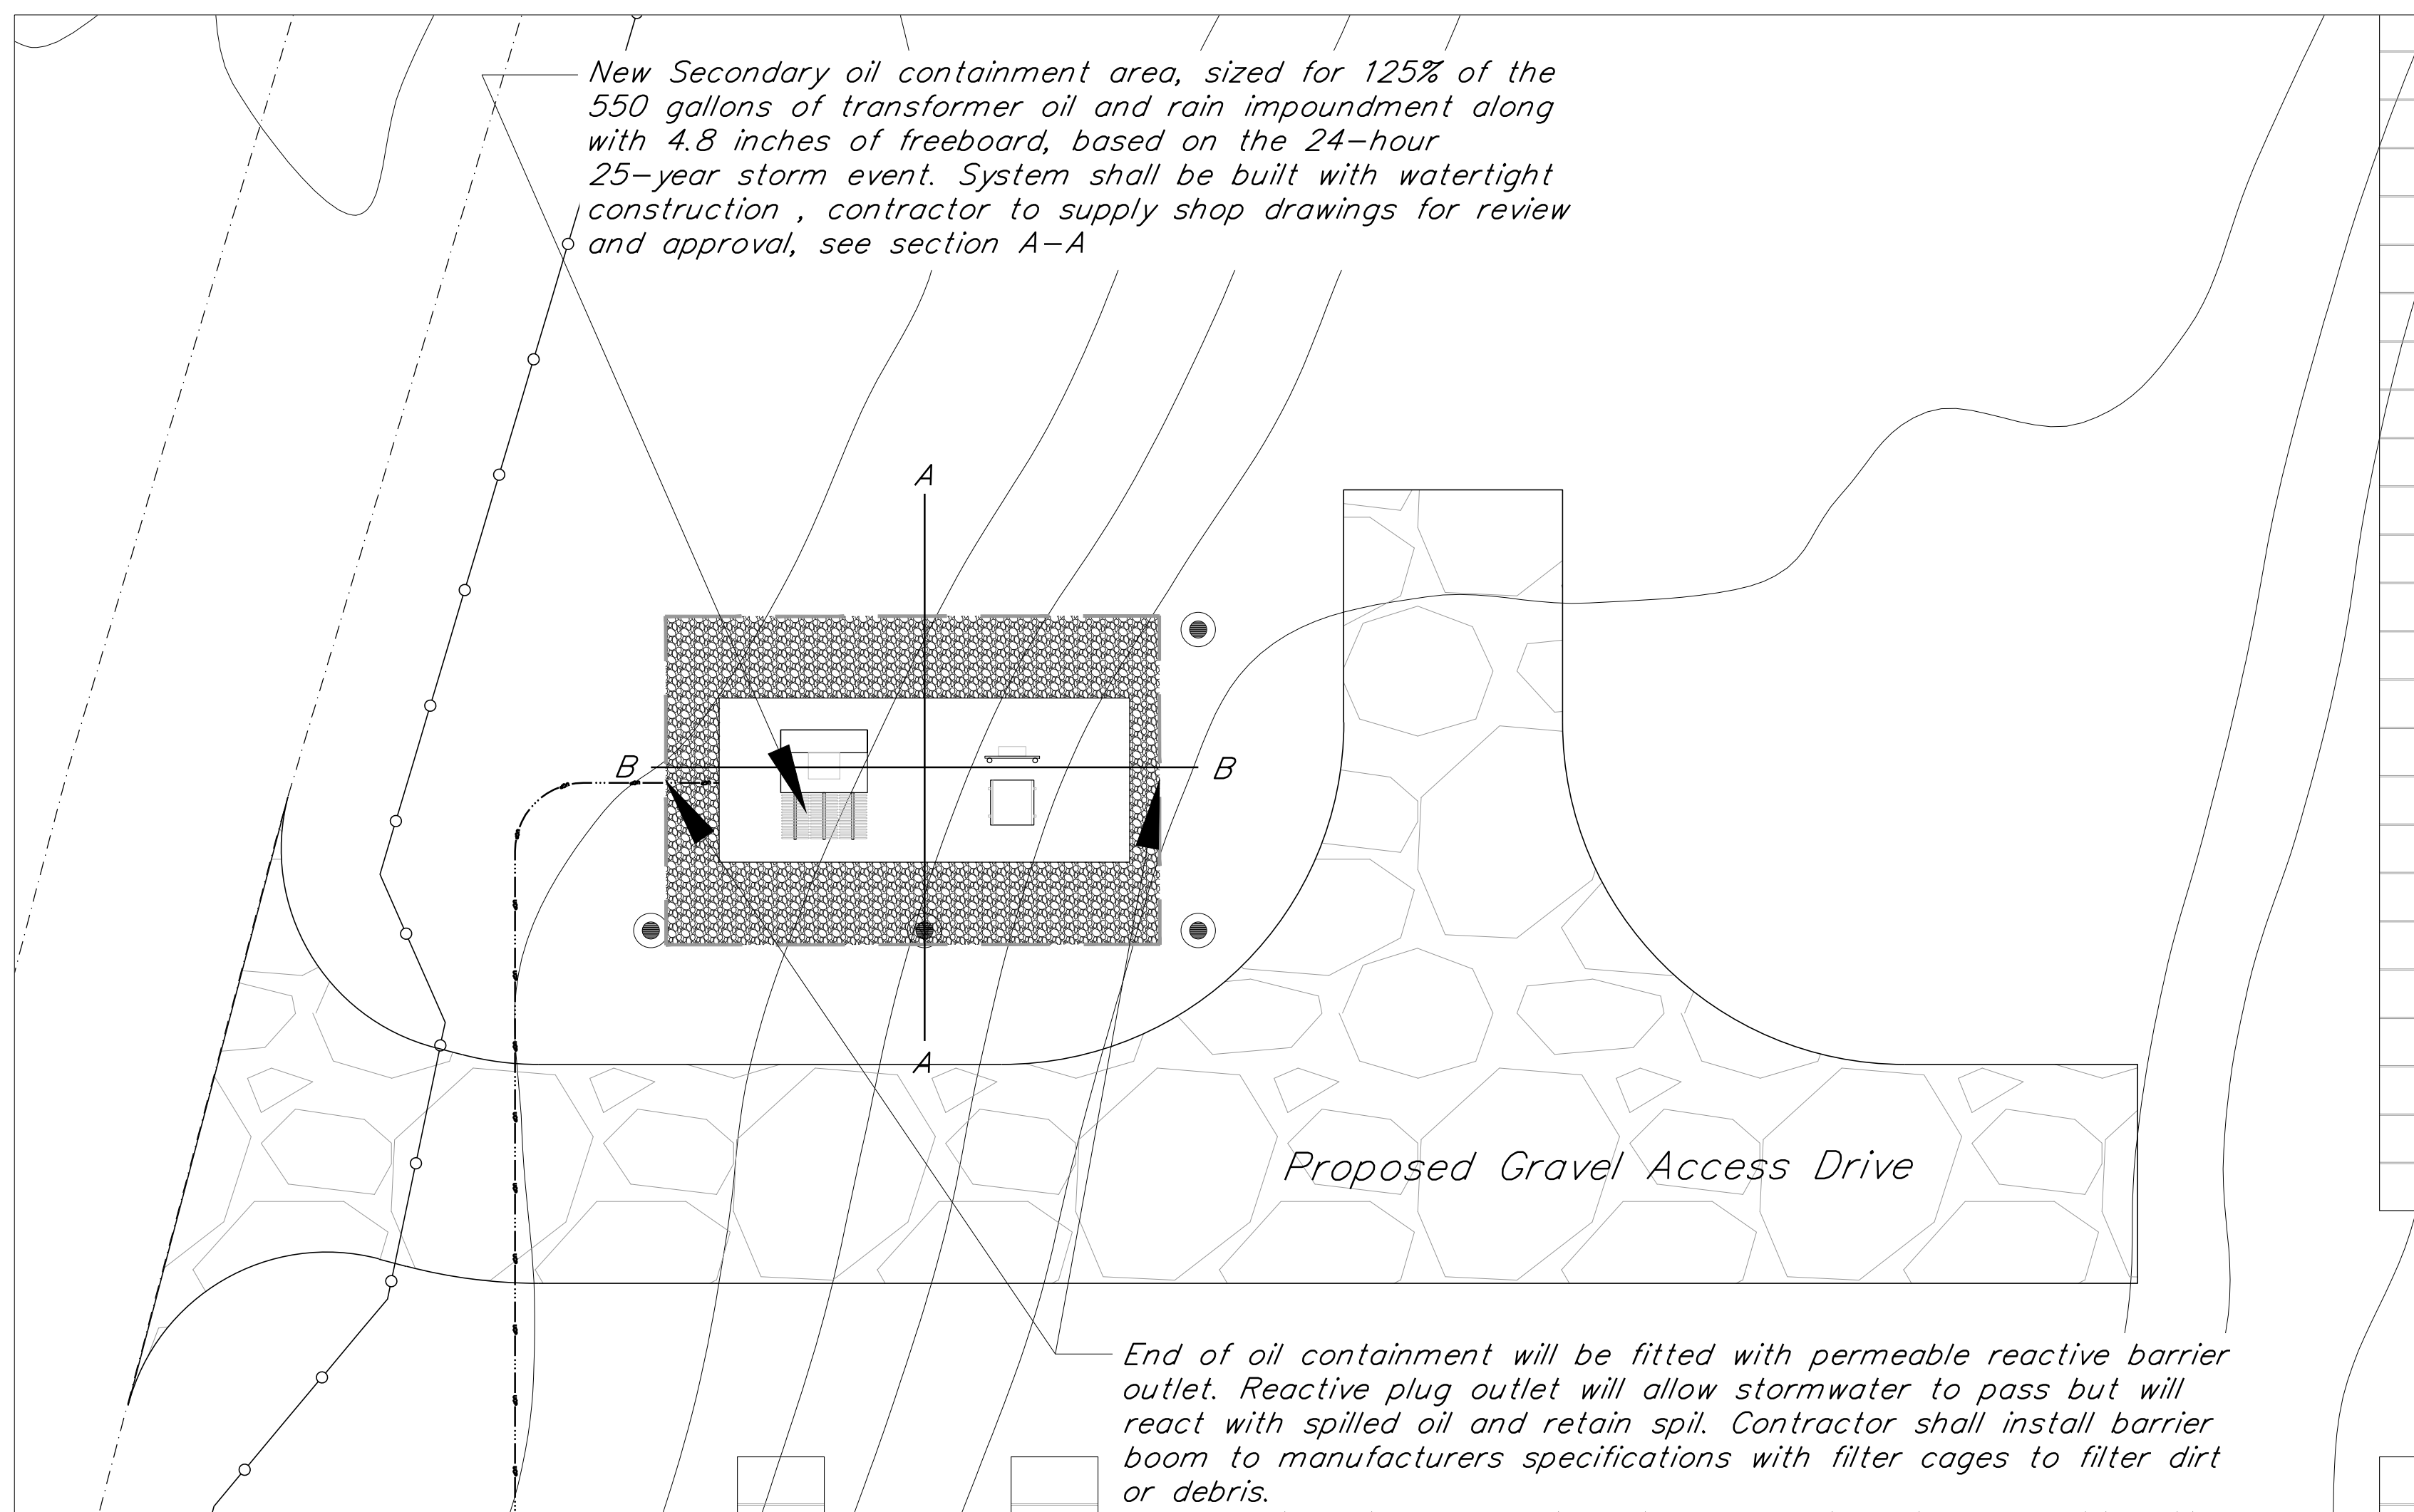 New Secondary oil containment area, sized for 125% of the
550 gallons of transformer oil and rain impoundment along
with 4.8 inches of freeboard, based on the 24-hour
25-year storm event. System shall be built with watertight
construction , contractor to supply shop drawings for review
and approval, see section A-A
A
B
B
A
Proposed Gravel Access Drive
End of oil containment will be fitted with permeable reactive barrier
outlet. Reactive plug outlet will allow stormwater to pass but will
react with spilled oil and retain spil. Contractor shall install barrier
boom to manufacturers specifications with filter cages to filter dirt
or debris.